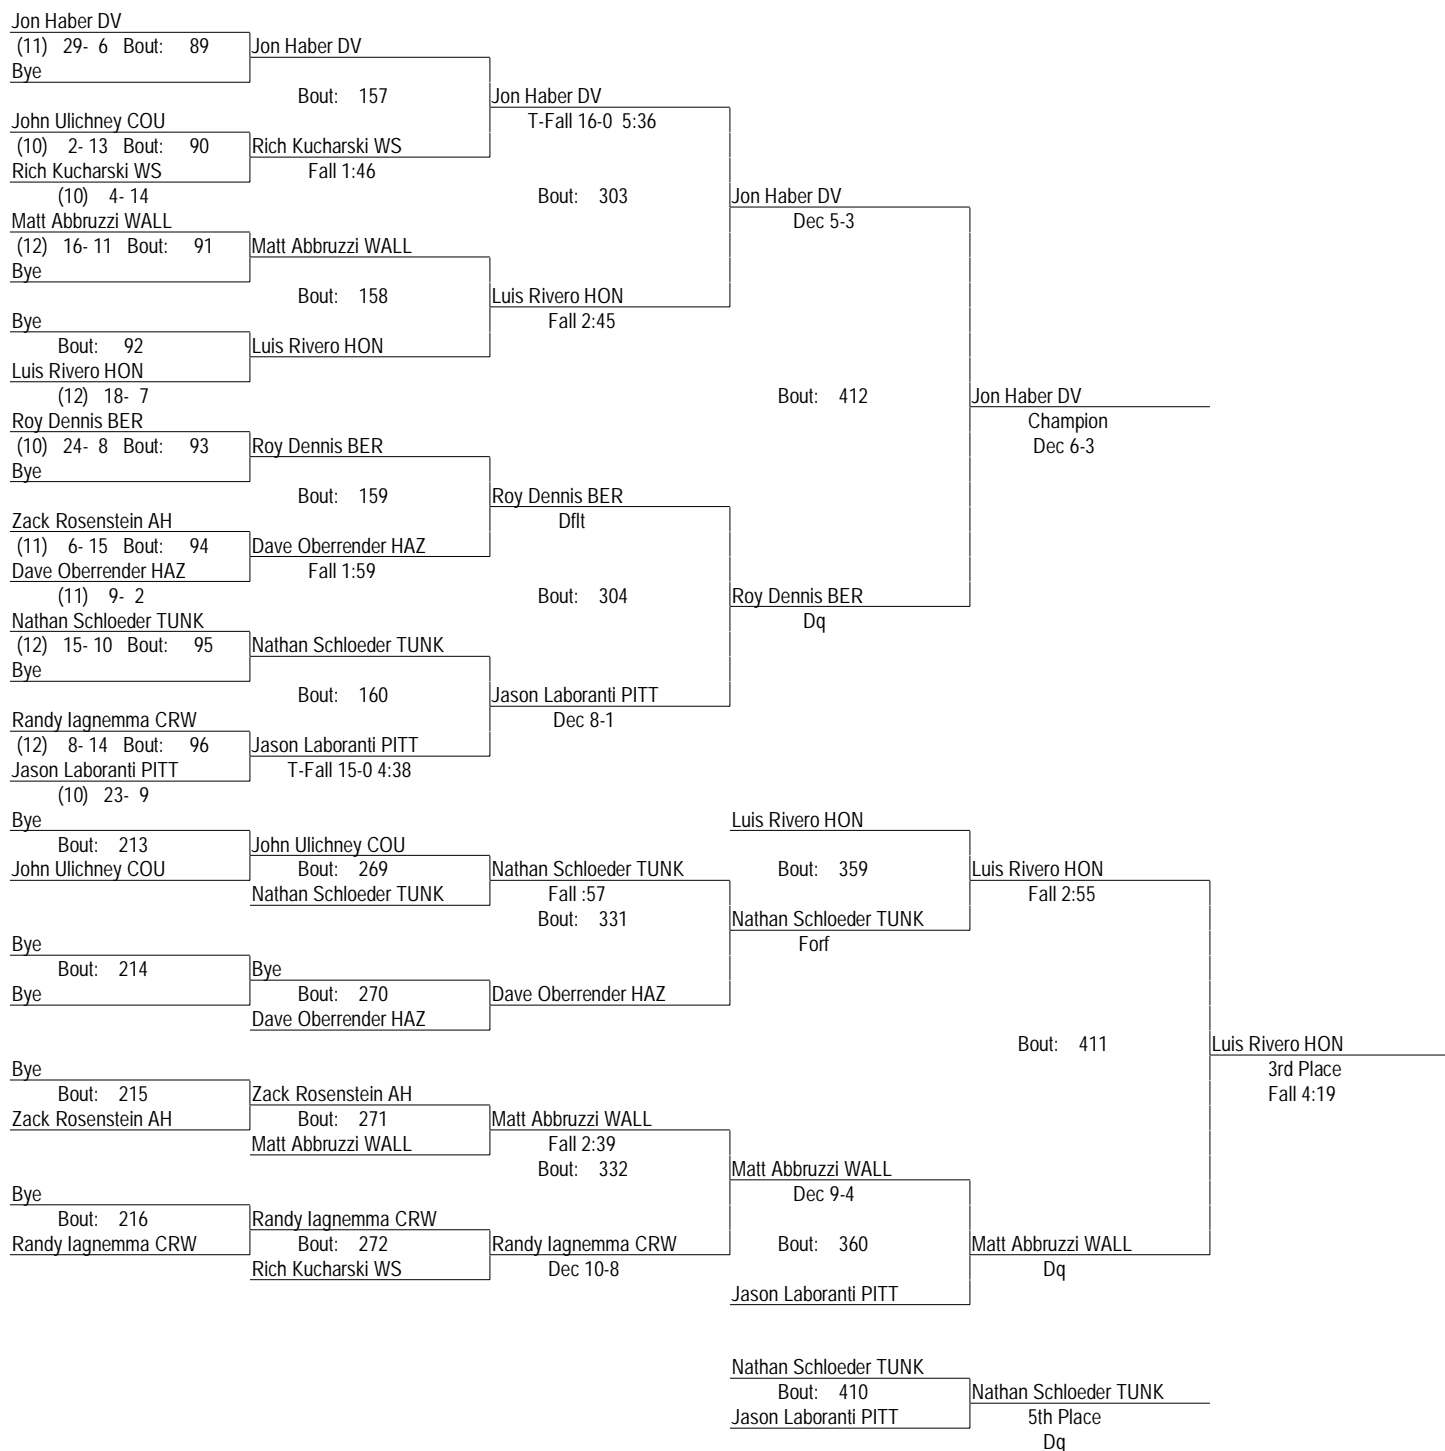 Jon Haber DV
(11) 29- 6 Bout: 89 Jon Haber DV
Bye
Bout: 157 Jon Haber DV
John Ulichney COU T-Fall 16-0 5:36
(10) 2- 13 Bout: 90 Rich Kucharski WS
Rich Kucharski WS Fall 1:46
(10) 4- 14 Bout: 303 Jon Haber DV
Matt Abbruzzi WALL Dec 5-3
(12) 16- 11 Bout: 91 Matt Abbruzzi WALL
Bye
Bout: 158 Luis Rivero HON
Bye Fall 2:45
Bout: 92 Luis Rivero HON
Luis Rivero HON
(12) 18- 7 Bout: 412 Jon Haber DV
Roy Dennis BER Champion
(10) 24- 8 Bout: 93 Roy Dennis BER Dec 6-3
Bye
Bout: 159 Roy Dennis BER
Zack Rosenstein AH Dflt
(11) 6- 15 Bout: 94 Dave Oberrender HAZ
Dave Oberrender HAZ Fall 1:59
(11) 9- 2 Bout: 304 Roy Dennis BER
Nathan Schloeder TUNK Dq
(12) 15- 10 Bout: 95 Nathan Schloeder TUNK
Bye
Bout: 160 Jason Laboranti PITT
Randy Iagnemma CRW Dec 8-1
(12) 8- 14 Bout: 96 Jason Laboranti PITT
Jason Laboranti PITT T-Fall 15-0 4:38
(10) 23- 9
Bye Luis Rivero HON
Bout: 213 John Ulichney COU
John Ulichney COU Bout: 269 Nathan Schloeder TUNK Bout: 359 Luis Rivero HON
Nathan Schloeder TUNK Fall :57 Fall 2:55
Bout: 331 Nathan Schloeder TUNK
Bye Forf
Bout: 214 Bye
Bye Bout: 270 Dave Oberrender HAZ
Dave Oberrender HAZ
Bout: 411 Luis Rivero HON
Bye 3rd Place
Bout: 215 Zack Rosenstein AH Fall 4:19
Zack Rosenstein AH Bout: 271 Matt Abbruzzi WALL
Matt Abbruzzi WALL Fall 2:39
Bout: 332 Matt Abbruzzi WALL
Bye Dec 9-4
Bout: 216 Randy Iagnemma CRW
Randy Iagnemma CRW Bout: 272 Randy Iagnemma CRW Bout: 360 Matt Abbruzzi WALL
Rich Kucharski WS Dec 10-8 Dq
Jason Laboranti PITT
Nathan Schloeder TUNK
Bout: 410 Nathan Schloeder TUNK
Jason Laboranti PITT 5th Place
Dq